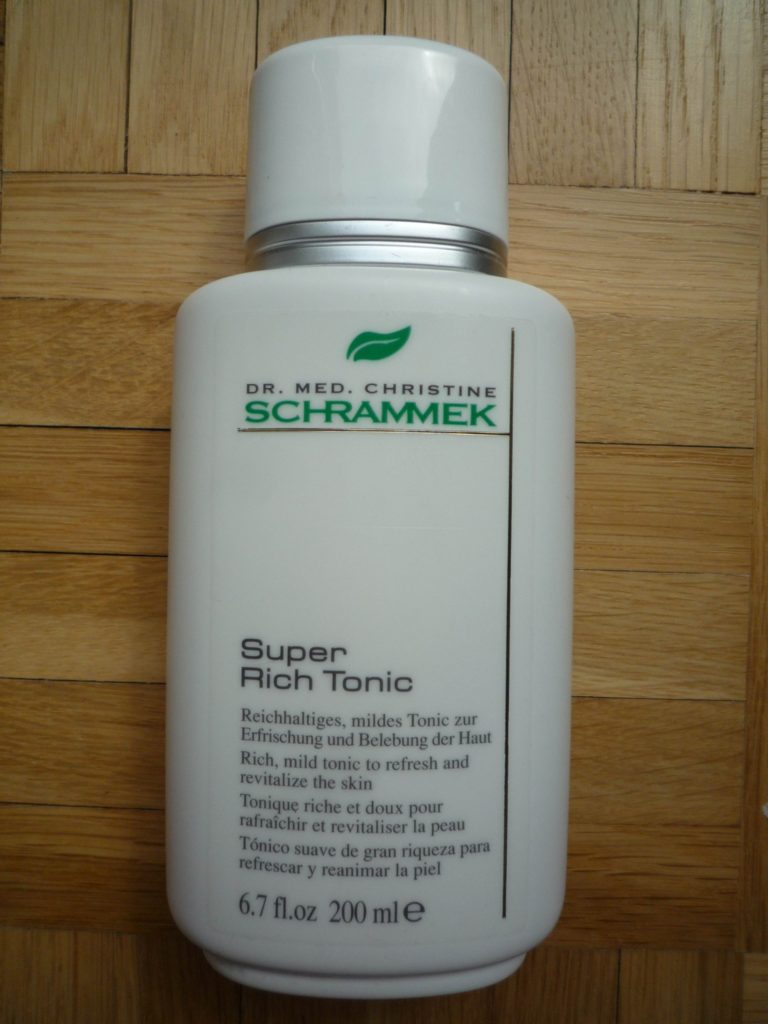 DR. MED. CHRISTINE
SCHRAMMEK
Super
Rich Tonic
Reichhaltiges, mildes Tonic zur
Erfrischung und Belebung der Haut
Rich, mild tonic to refresh and
revitalize the skin
Tonique riche et doux pour
rafraîchir et revitaliser la peau
Tónico suave de gran riqueza para
refrescar y reanimar la piel
6.7 fl.oz 200 ml ℮